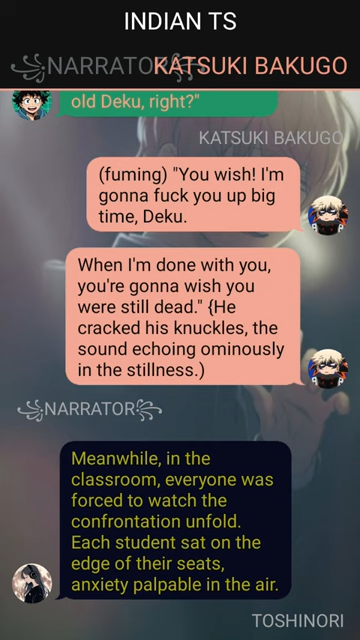 INDIAN TS
꧁NARRATOR꧂
KATSUKI BAKUGO
old Deku, right?"
KATSUKI BAKUGO
(fuming) "You wish! I'm
gonna fuck you up big
time, Deku.
When I'm done with you,
you're gonna wish you
were still dead." {He
cracked his knuckles, the
sound echoing ominously
in the stillness.)
꧁NARRATOR꧂
Meanwhile, in the
classroom, everyone was
forced to watch the
confrontation unfold.
Each student sat on the
edge of their seats,
anxiety palpable in the air.
TOSHINORI